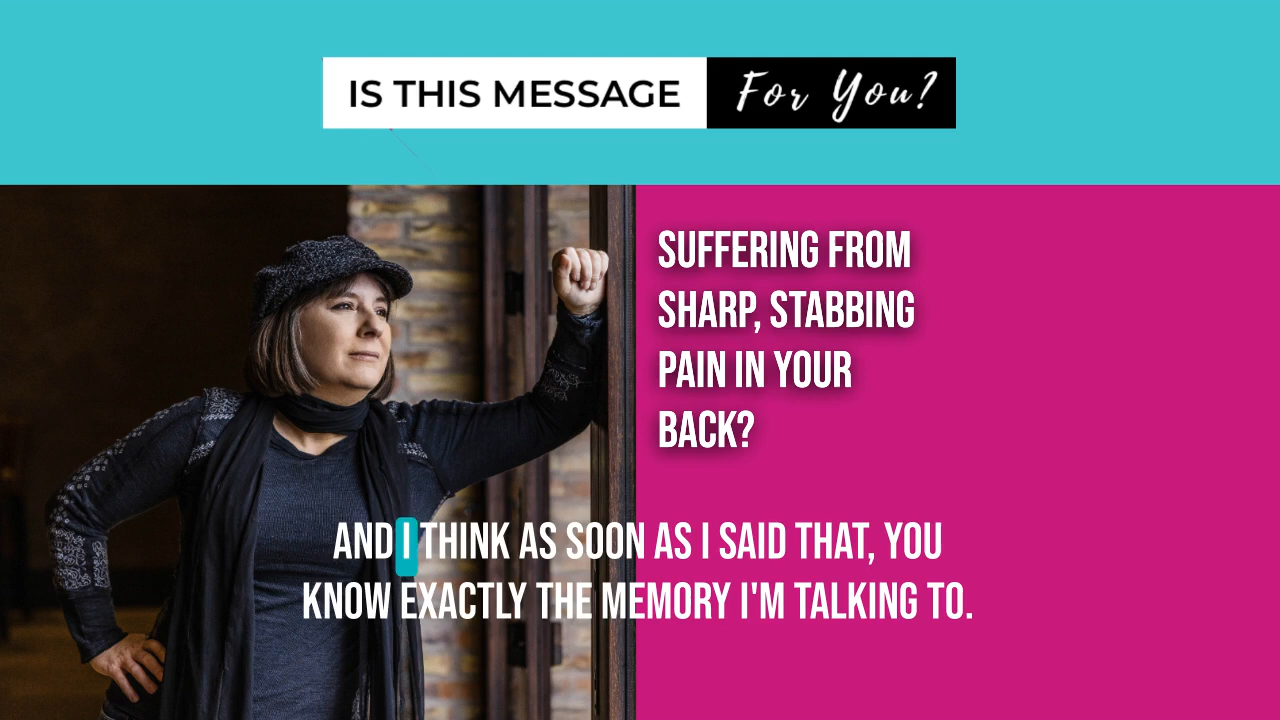 IS THIS MESSAGE For You?
SUFFERING FROM
SHARP, STABBING
PAIN IN YOUR
BACK?
AND I THINK AS SOON AS I SAID THAT, YOU
KNOW EXACTLY THE MEMORY I'M TALKING TO.